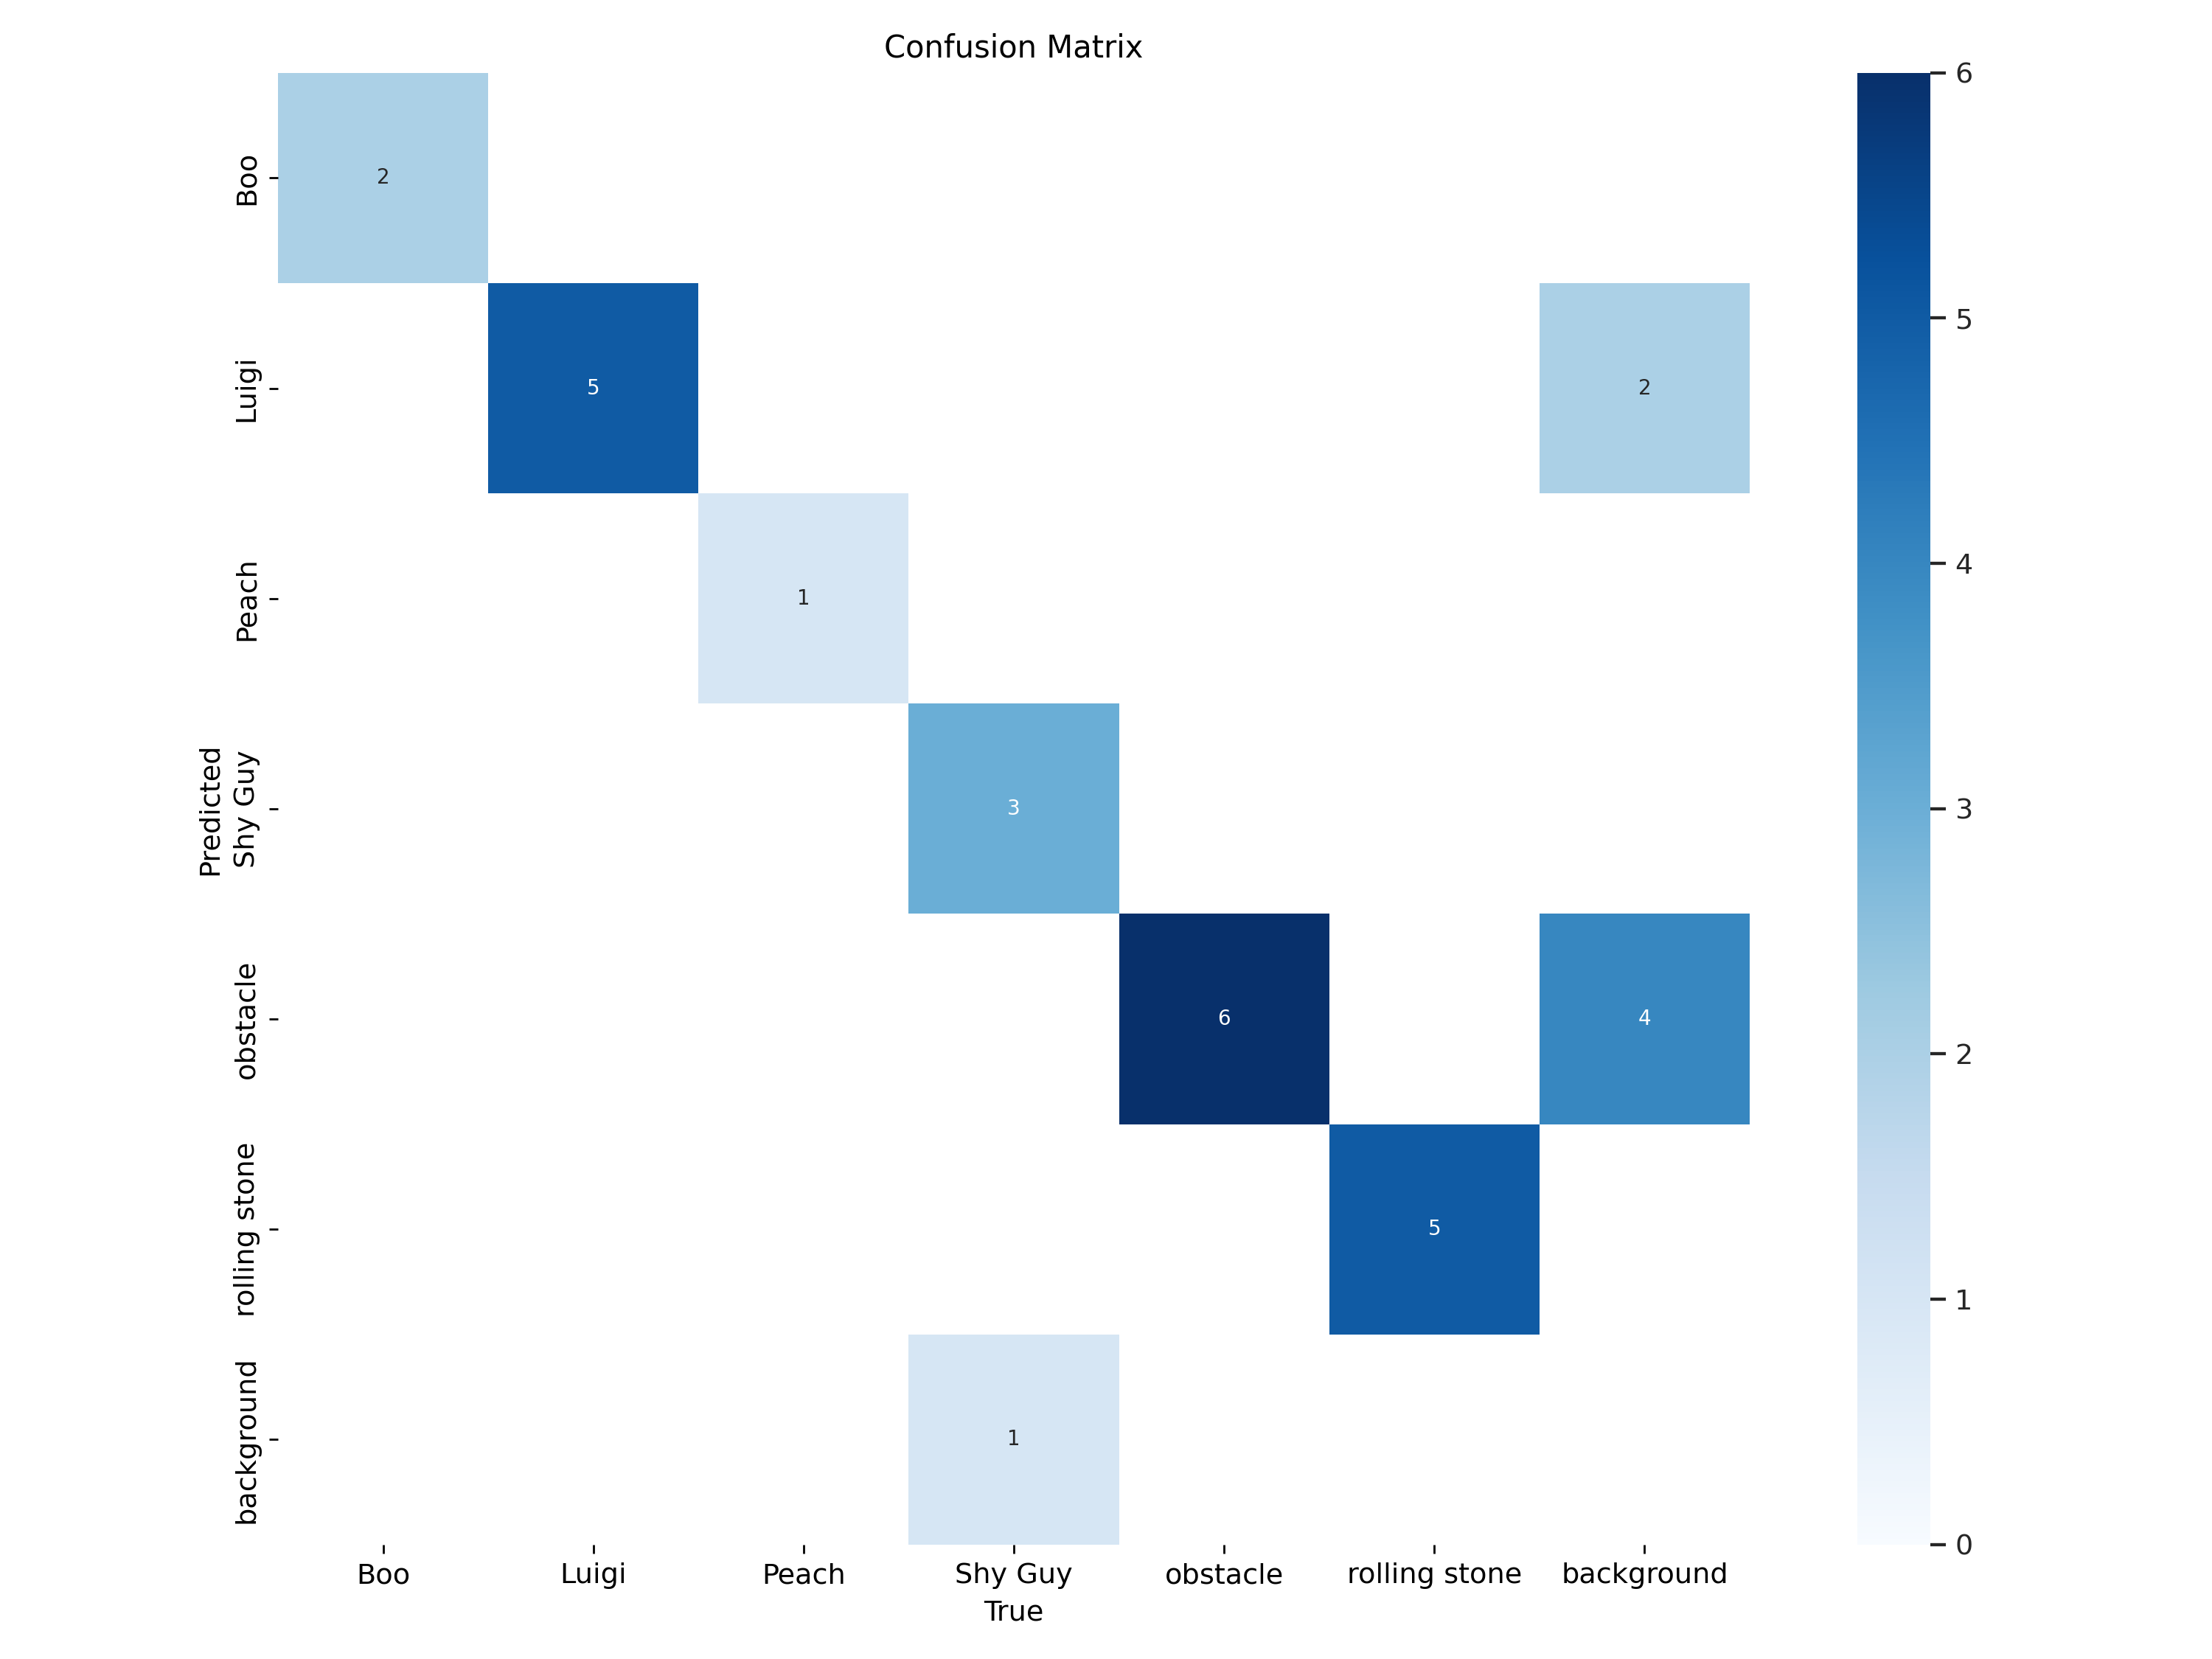 Confusion Matrix
Boo
2
Luigi
5
2
Peach
1
Predicted
Shy Guy
3
obstacle
6
4
rolling stone
5
background
1
Boo
Luigi
Peach
Shy Guy
obstacle
rolling stone
background
True
6
5
4
3
2
1
0